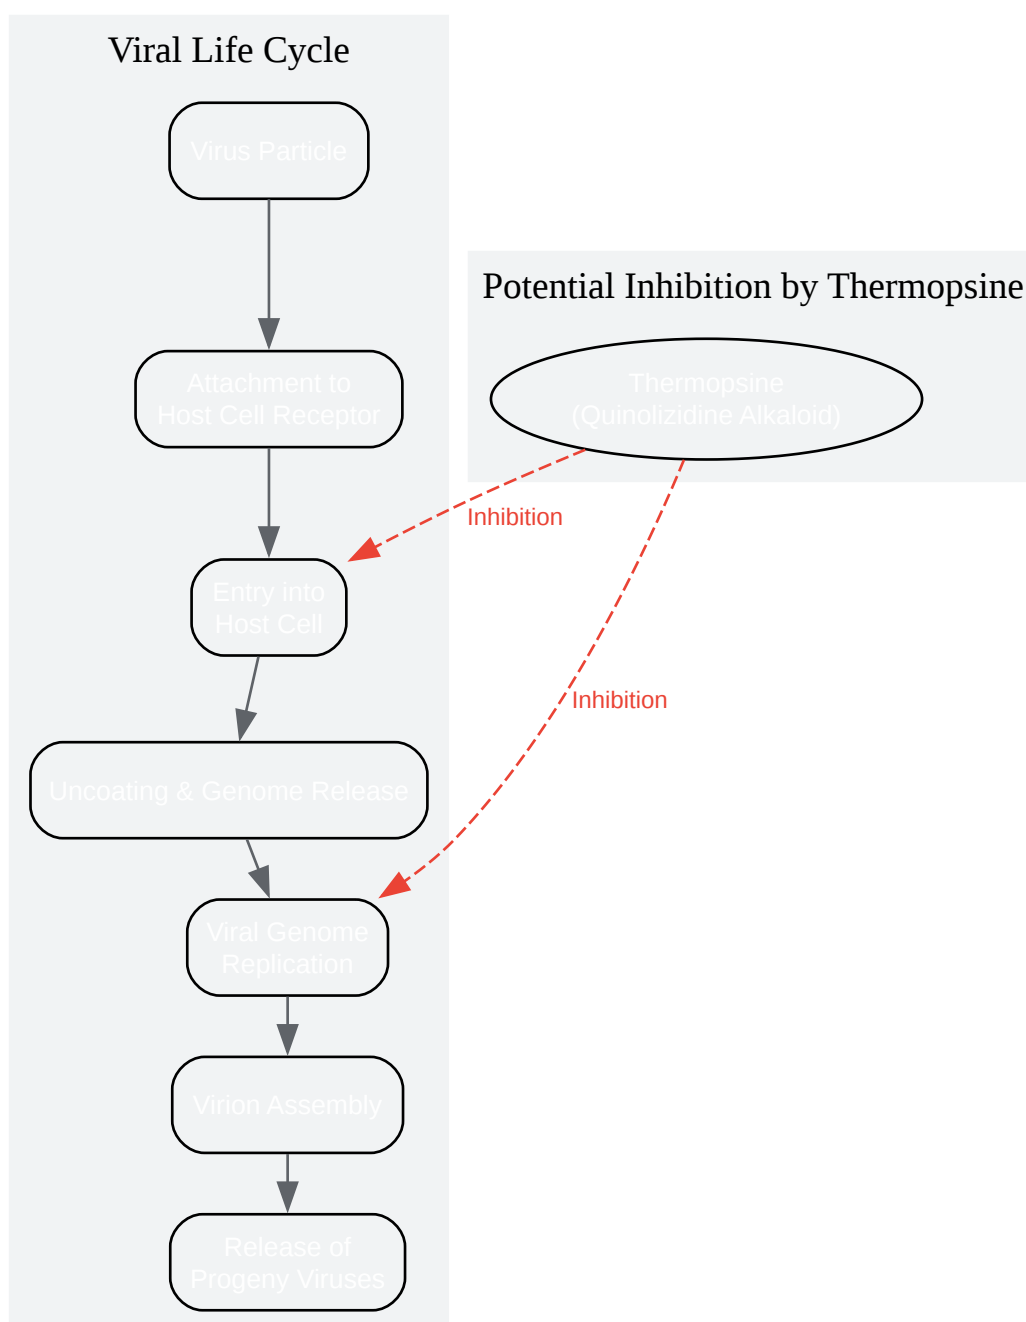 Viral Life Cycle
Virus Particle
Potential Inhibition by Thermopsine
Attachment to
Host Cell Receptor
Thermopsine
(Quinolizidine Alkaloid)
Inhibition
Entry into
Host Cell
Inhibition
Uncoating & Genome Release
Viral Genome
Replication
Virion Assembly
Release of
Progeny Viruses